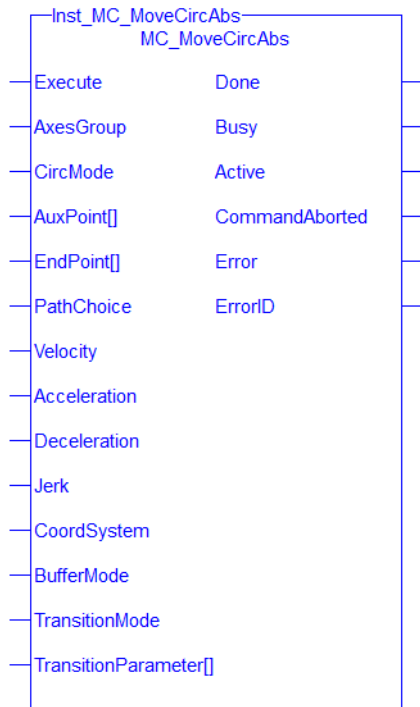 Inst_MC_MoveCircAbs
MC_MoveCircAbs
Execute Done
AxesGroup Busy
CircMode Active
AuxPoint[] CommandAborted
EndPoint[] Error
PathChoice ErrorID
Velocity
Acceleration
Deceleration
Jerk
CoordSystem
BufferMode
TransitionMode
TransitionParameter[]